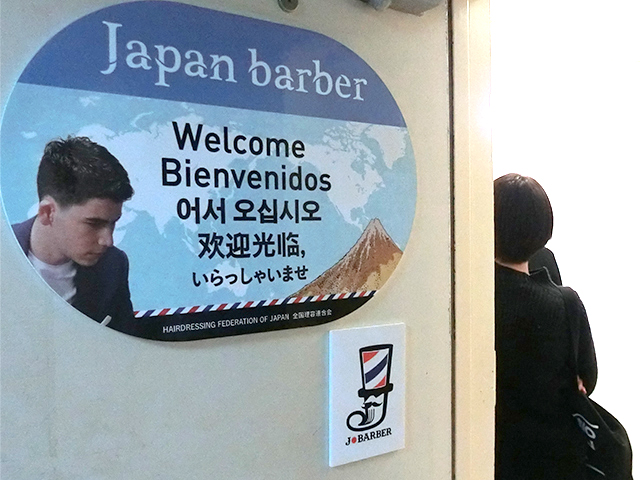 Japan barber
Welcome
Bienvenidos
어서 오십시오
欢迎光临,
いらっしゃいませ
HAIRDRESSING FEDERATION OF JAPAN 全国理容連合会
J●BARBER